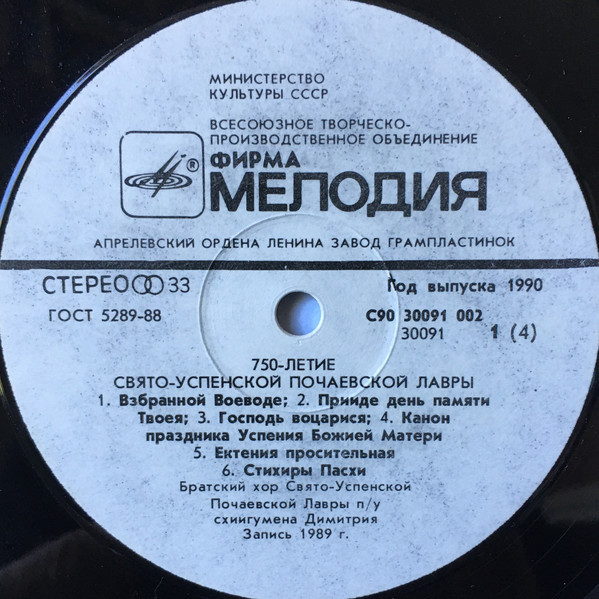 МИНИСТЕРСТВО
КУЛЬТУРЫ СССР
ВСЕСОЮЗНОЕ ТВОРЧЕСКО-
ПРОИЗВОДСТВЕННОЕ ОБЪЕДИНЕНИЕ
®
ФИРМА
МЕЛОДИЯ
АПРЕЛЕВСКИЙ ОРДЕНА ЛЕНИНА ЗАВОД ГРАМПЛАСТИНОК
СТЕРЕО 33
Год выпуска 1990
ГОСТ 5289-88
С90 30091 002
30091 1 (4)
750-ЛЕТИЕ
СВЯТО-УСПЕНСКОЙ ПОЧАЕВСКОЙ ЛАВРЫ
1. Взбранной Воеводе; 2. Прииде день памяти
Твоея; 3. Господь воцарися; 4. Канон
праздника Успения Божией Матери
5. Ектения просительная
6. Стихиры Пасхи
Братский хор Свято-Успенской
Почаевской Лавры п/у
схиигумена Димитрия
Запись 1989 г.